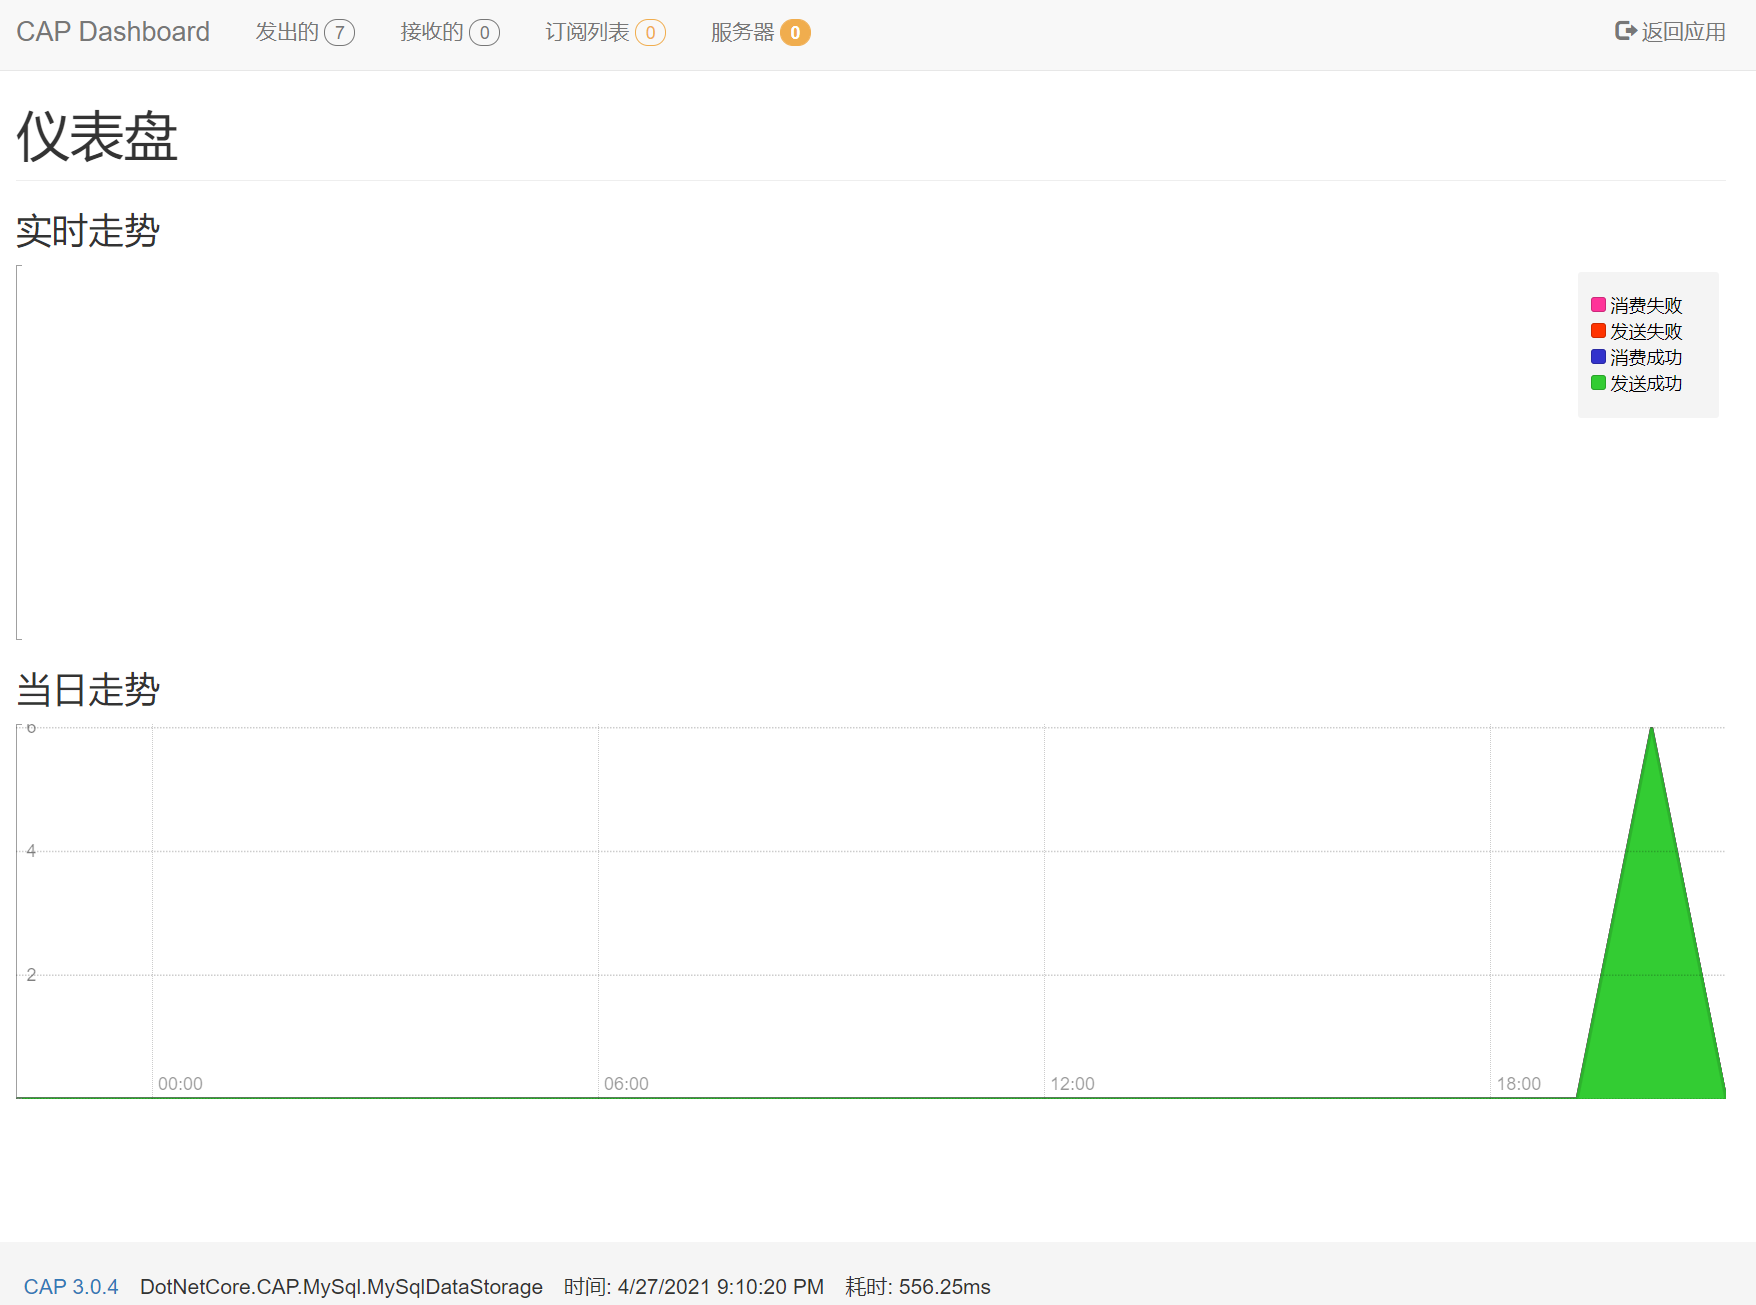 CAP Dashboard 发出的 7 接收的 0 订阅列表 0 服务器 0 返回应用
仪表盘
实时走势
消费失败
发送失败
消费成功
发送成功
当日走势
6
4
2
00:00 06:00 12:00 18:00
CAP 3.0.4 DotNetCore.CAP.MySql.MySqlDataStorage 时间: 4/27/2021 9:10:20 PM 耗时: 556.25ms